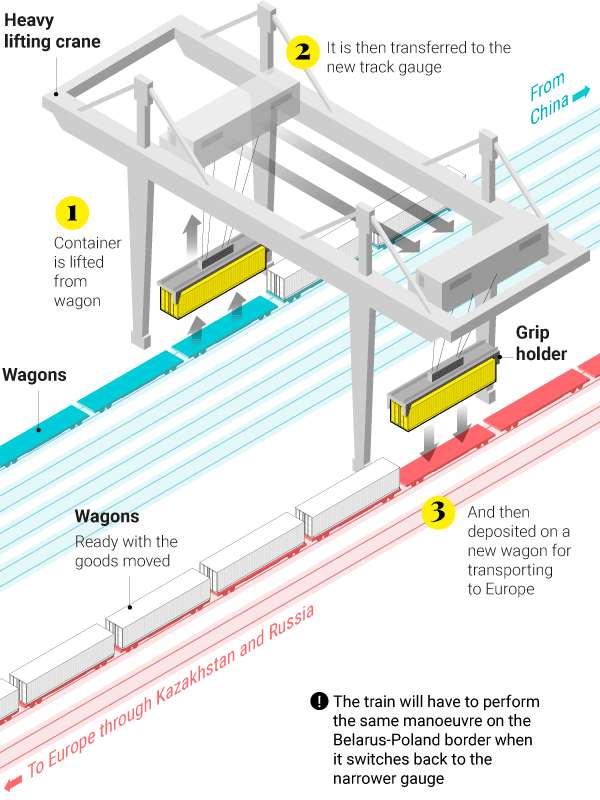 Heavy
lifting crane
2
It is then transferred to the
new track gauge
From
China
1
Container
is lifted
from
wagon
Grip
holder
Wagons
Wagons
Ready with the
goods moved
3
And then
deposited on a
new wagon for
transporting
to Europe
To Europe through Kazakhstan and Russia
! The train will have to perform
the same manoeuvre on the
Belarus-Poland border when
it switches back to the
narrower gauge